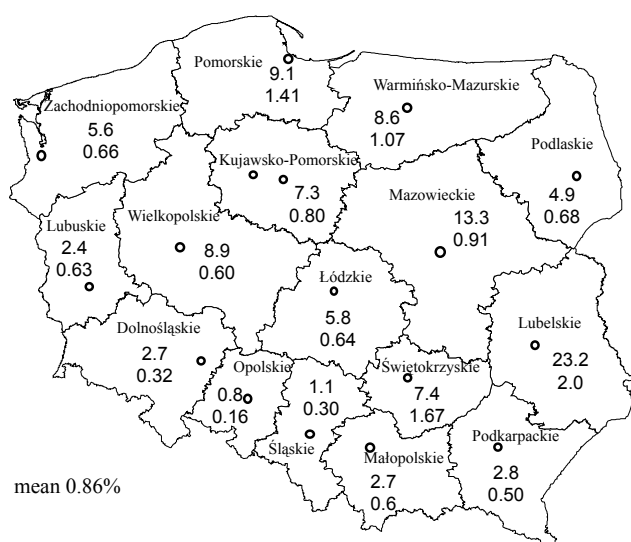 Pomorskie
9.1
1.41
Warmińsko-Mazurskie
8.6
1.07
Zachodniopomorskie
5.6
0.66
Podlaskie
4.9
0.68
Kujawsko-Pomorskie
7.3
0.80
Mazowieckie
13.3
0.91
Lubuskie
2.4
0.63
Wielkopolskie
8.9
0.60
Łódzkie
5.8
0.64
Lubelskie
23.2
2.0
Dolnośląskie
2.7
0.32
Opolskie
0.8
0.16
1.1
0.30
Śląskie
Świętokrzyskie
7.4
1.67
Małopolskie
2.7
0.6
Podkarpackie
2.8
0.50
mean 0.86%